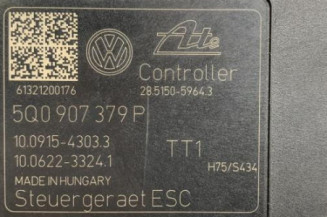 Ate
Controller
61321200176
28.5150-5964.3
5Q0 907 379 P
10.0915-4303.3
TT1
10.0622-3324.1
H75/S434
MADE IN HUNGARY
Steuergeraet ESC